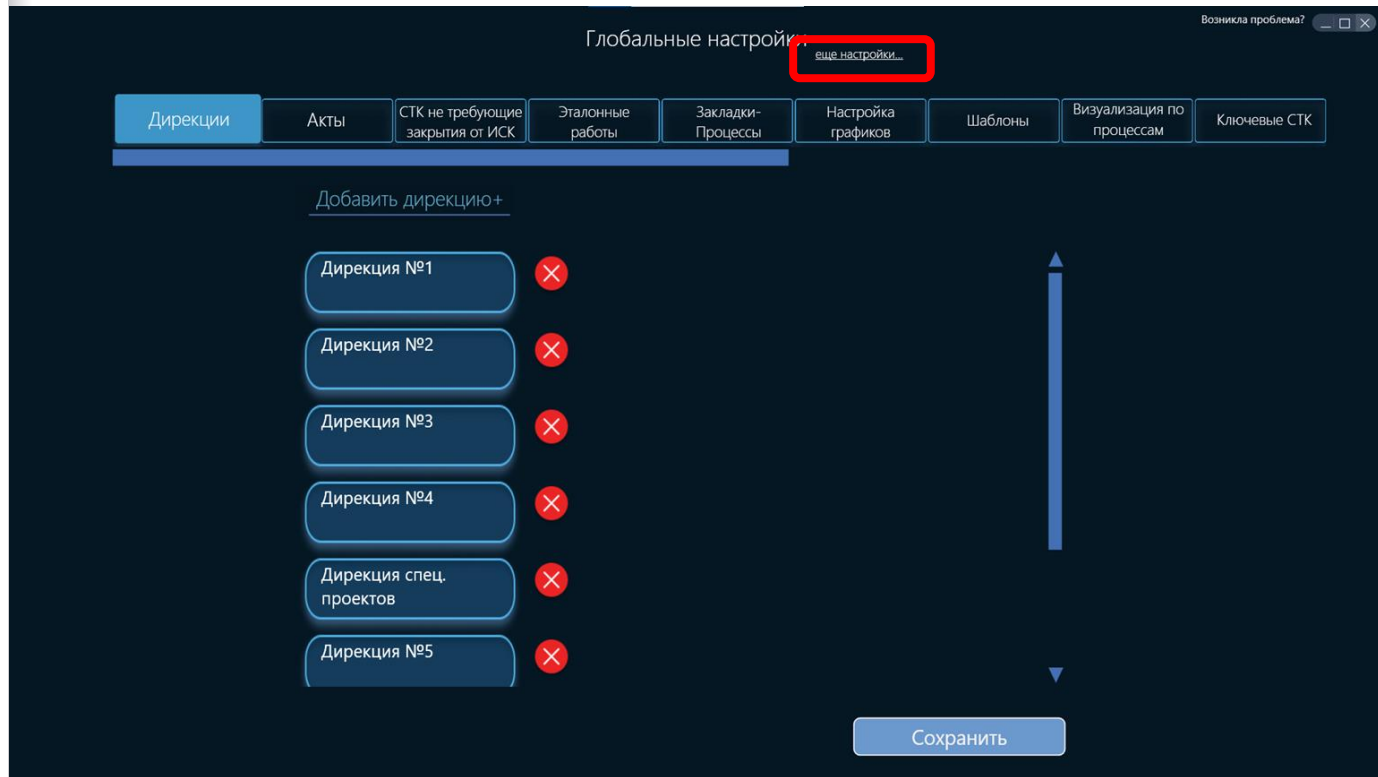 Возникла проблема?
Глобальные настройки
еще настройки...
Дирекции
Акты
СТК не требующие
закрытия от ИСК
Эталонные
работы
Закладки-
Процессы
Настройка
графиков
Шаблоны
Визуализация по
процессам
Ключевые СТК
Добавить дирекцию+
Дирекция №1
Дирекция №2
Дирекция №3
Дирекция №4
Дирекция спец.
проектов
Дирекция №5
Сохранить